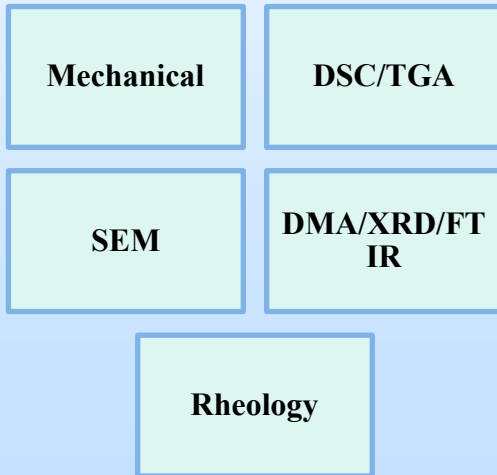 Mechanical
DSC/TGA
SEM
DMA/XRD/FT
IR
Rheology